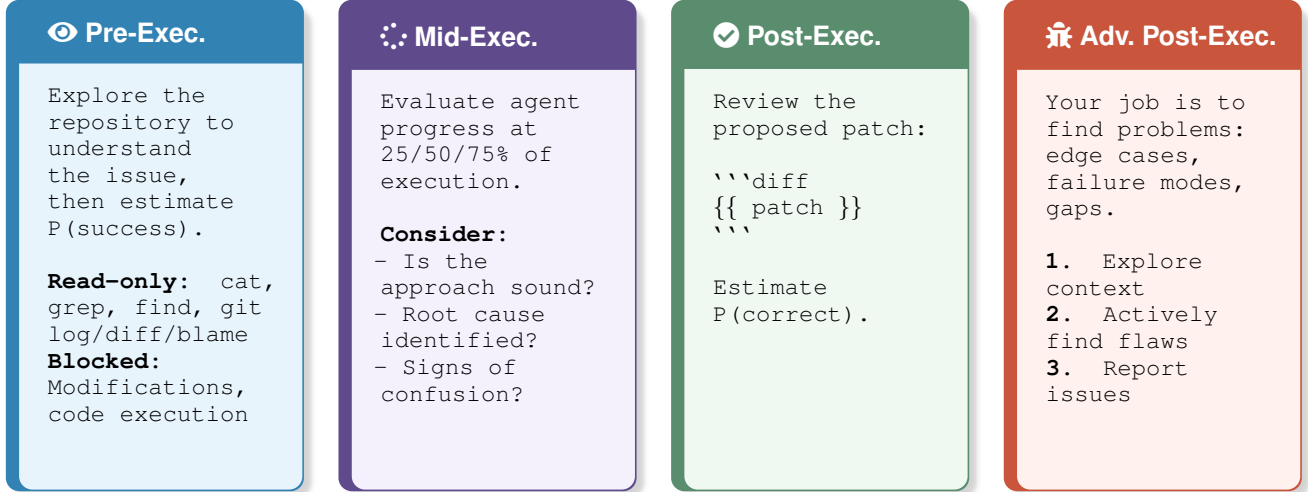 Pre-Exec.
Explore the
repository to
understand
the issue,
then estimate
P(success).
Read-only: cat,
grep, find, git
log/diff/blame
Blocked:
Modifications,
code execution
Mid-Exec.
Evaluate agent
progress at
25/50/75% of
execution.
Consider:
- Is the
approach sound?
- Root cause
identified?
- Signs of
confusion?
Post-Exec.
Review the
proposed patch:
```diff
{{ patch }}
```
Estimate
P(correct).
Adv. Post-Exec.
Your job is to
find problems:
edge cases,
failure modes,
gaps.
1. Explore
context
2. Actively
find flaws
3. Report
issues